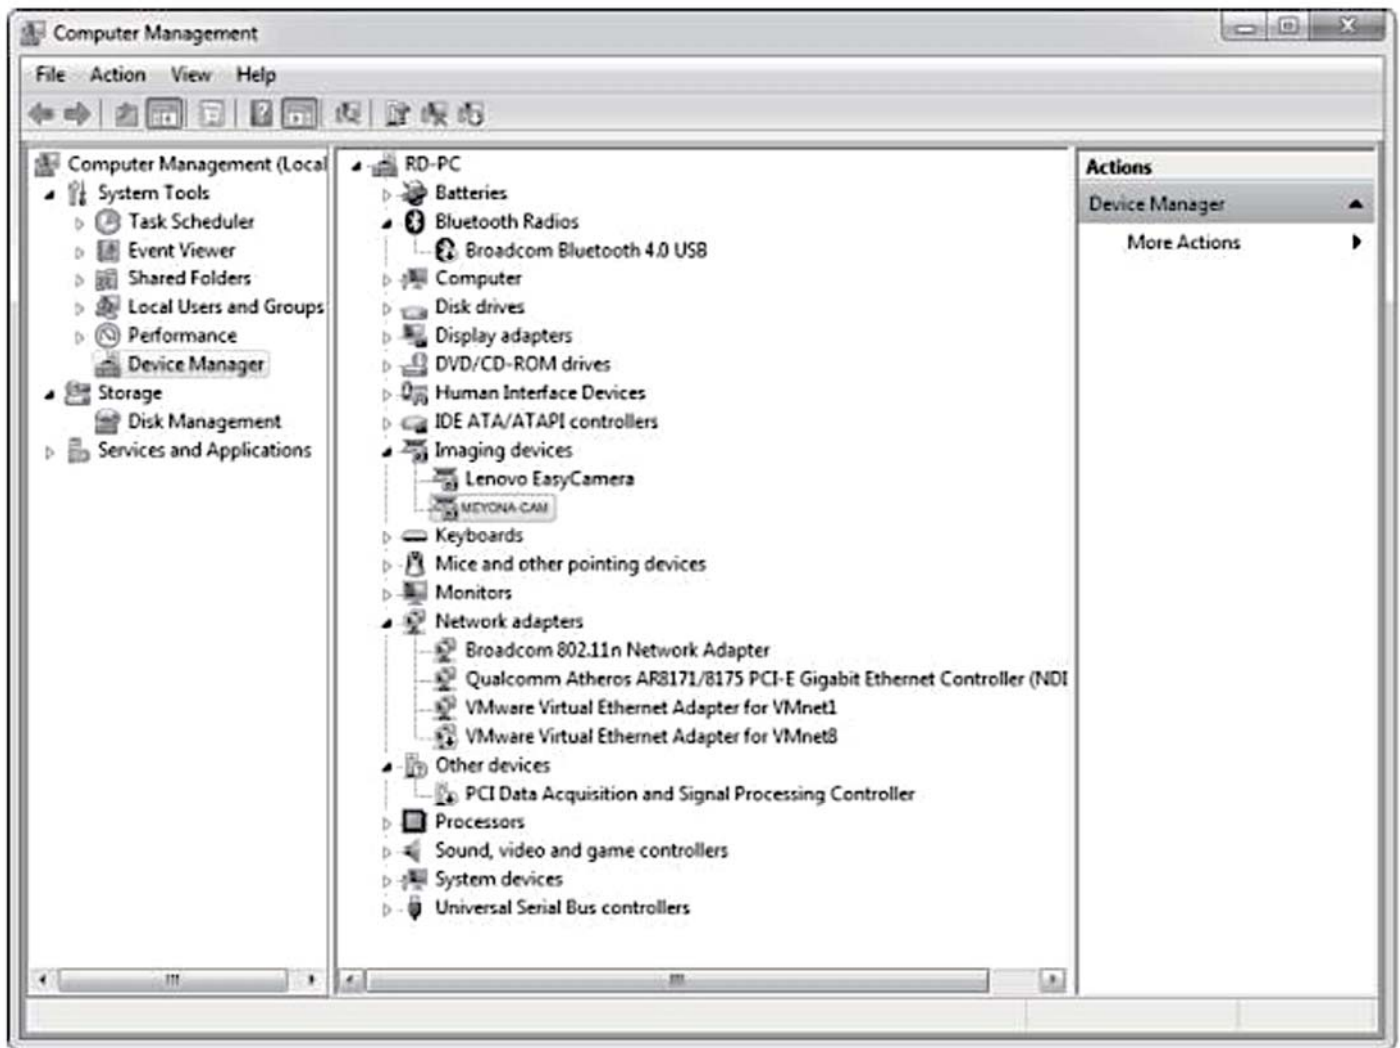 Computer Management
File Action View Help
Computer Management (Local
System Tools
Task Scheduler
Event Viewer
Shared Folders
Local Users and Groups
Performance
Device Manager
Storage
Disk Management
Services and Applications
RD-PC
Batteries
Bluetooth Radios
Broadcom Bluetooth 4.0 USB
Computer
Disk drives
Display adapters
DVD/CD-ROM drives
Human Interface Devices
IDE ATA/ATAPI controllers
Imaging devices
Lenovo EasyCamera
MEYONA-CAM
Keyboards
Mice and other pointing devices
Monitors
Network adapters
Broadcom 802.11n Network Adapter
Qualcomm Atheros AR8171/8175 PCI-E Gigabit Ethernet Controller (NDI
VMware Virtual Ethernet Adapter for VMnet1
VMware Virtual Ethernet Adapter for VMnet8
Other devices
PCI Data Acquisition and Signal Processing Controller
Processors
Sound, video and game controllers
System devices
Universal Serial Bus controllers
Actions
Device Manager
More Actions